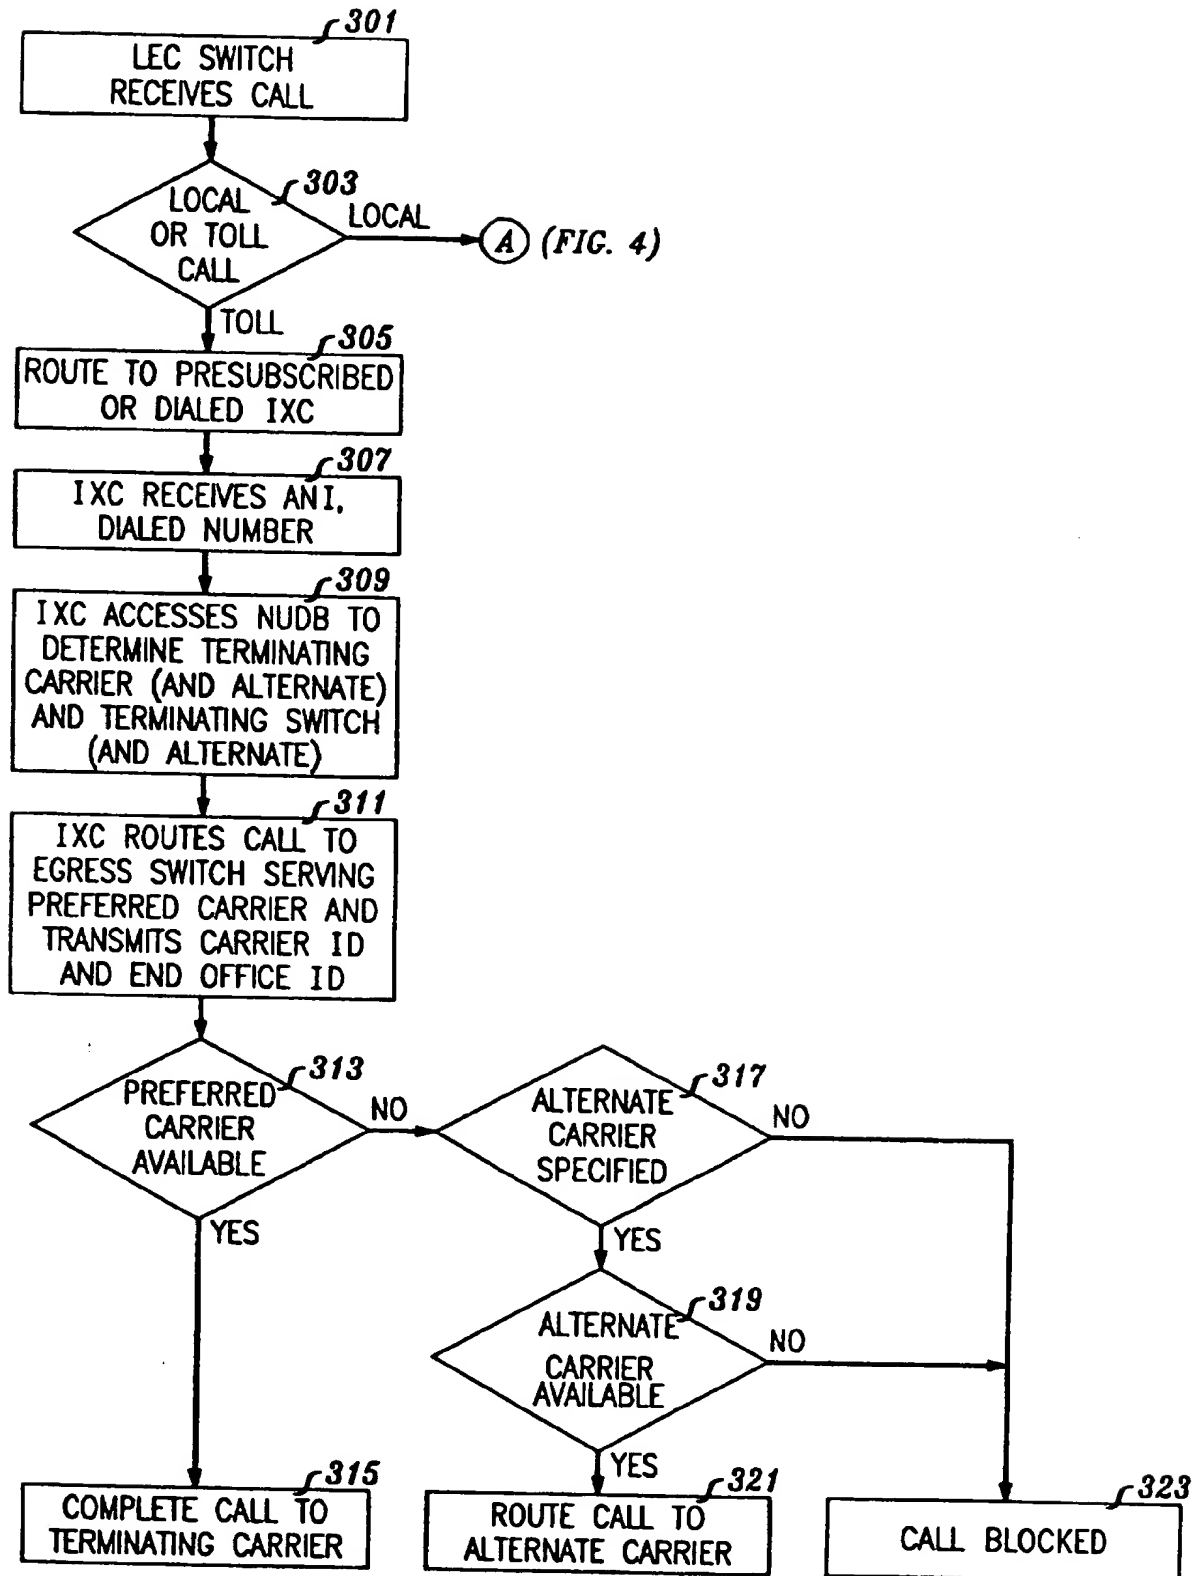 301
LEC SWITCH
RECEIVES CALL
303
LOCAL
OR TOLL
CALL
LOCAL
A (FIG. 4)
TOLL
305
ROUTE TO PRESUBSCRIBED
OR DIALED IXC
307
IXC RECEIVES ANI,
DIALED NUMBER
309
IXC ACCESSES NUDB TO
DETERMINE TERMINATING
CARRIER (AND ALTERNATE)
AND TERMINATING SWITCH
(AND ALTERNATE)
311
IXC ROUTES CALL TO
EGRESS SWITCH SERVING
PREFERRED CARRIER AND
TRANSMITS CARRIER ID
AND END OFFICE ID
313
PREFERRED
CARRIER
AVAILABLE
NO
YES
317
ALTERNATE
CARRIER
SPECIFIED
NO
YES
319
ALTERNATE
CARRIER
AVAILABLE
NO
YES
315
COMPLETE CALL TO
TERMINATING CARRIER
321
ROUTE CALL TO
ALTERNATE CARRIER
323
CALL BLOCKED